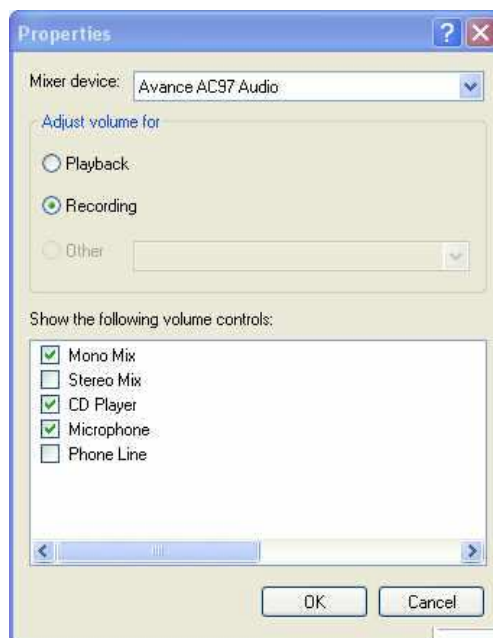 Properties
Mixer device: Avance AC97 Audio
Adjust volume for
Playback
Recording
Other
Show the following volume controls:
Mono Mix
Stereo Mix
CD Player
Microphone
Phone Line
OK Cancel